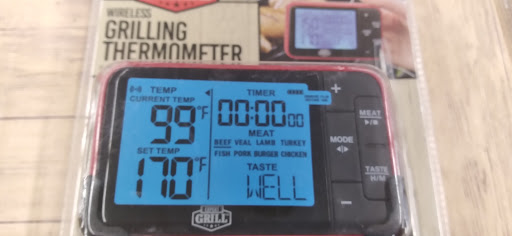 WIRELESS
GRILLING
THERMOMETER
TEMP
CURRENT TEMP
99°F
SET TEMP
170°F
TIMER
00:00 00
MEAT
BEEF VEAL LAMB TURKEY
FISH PORK BURGER CHICKEN
TASTE
WELL
EXPERT
GRILL
+
MODE
−
MEAT
TASTE
H/M